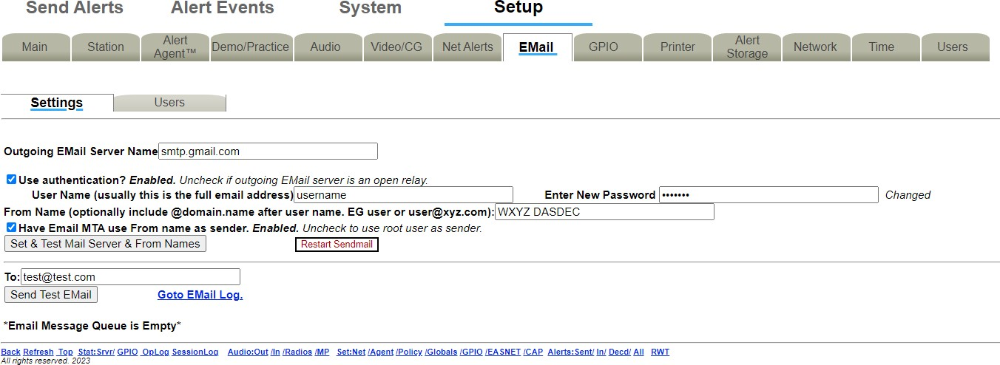 Send Alerts Alert Events System Setup
Main Station Alert Agent™ Demo/Practice Audio Video/CG Net Alerts EMail GPIO Printer Alert Storage Network Time Users
Settings Users
Outgoing EMail Server Name smtp.gmail.com
Use authentication? Enabled. Uncheck if outgoing EMail server is an open relay.
User Name (usually this is the full email address) username Enter New Password ••••••• Changed
From Name (optionally include @domain.name after user name. EG user or user@xyz.com): WXYZ DASDEC
Have Email MTA use From name as sender. Enabled. Uncheck to use root user as sender.
Set & Test Mail Server & From Names Restart Sendmail
To: test@test.com
Send Test EMail Goto EMail Log.
*Email Message Queue is Empty*
Back Refresh Top Stat:Srvr/ GPIO OpLog SessionLog Audio:Out /In /Radios /MP Set:Net /Agent /Policy /Globals /GPIO /EASNET /CAP Alerts:Sent/ In/ Decd/ All RWT
All rights reserved. 2023